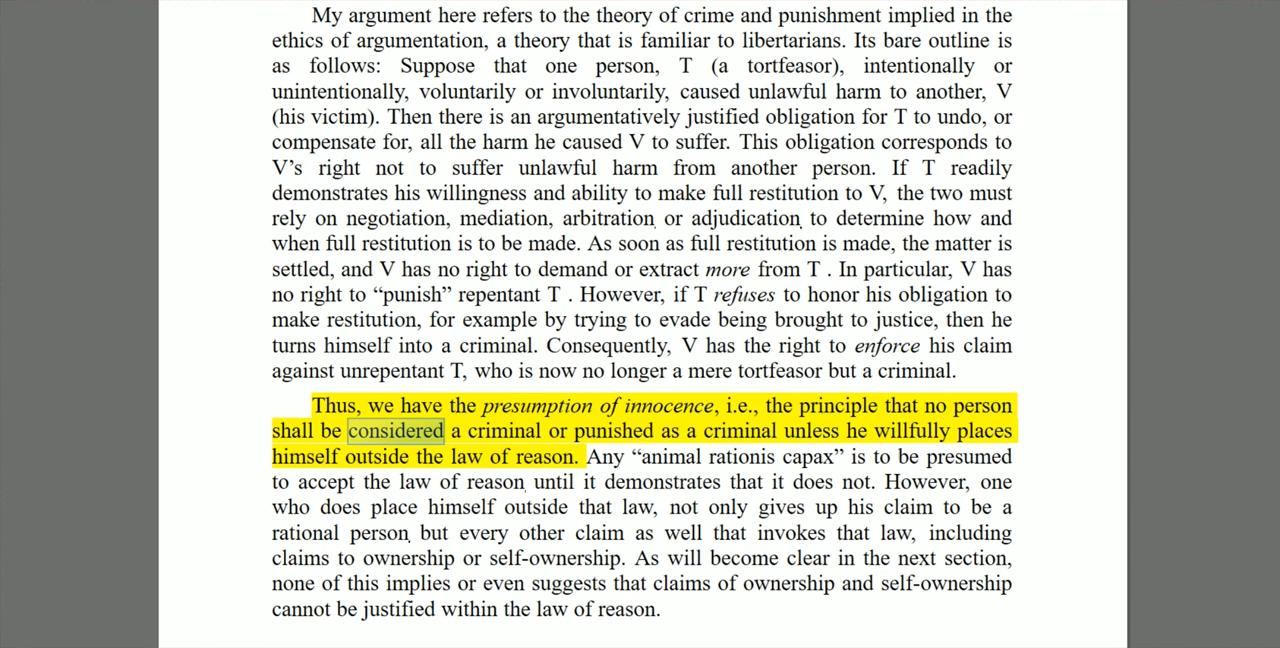 My argument here refers to the theory of crime and punishment implied in the
ethics of argumentation, a theory that is familiar to libertarians. Its bare outline is
as follows: Suppose that one person, T (a tortfeasor), intentionally or
unintentionally, voluntarily or involuntarily, caused unlawful harm to another, V
(his victim). Then there is an argumentatively justified obligation for T to undo, or
compensate for, all the harm he caused V to suffer. This obligation corresponds to
V’s right not to suffer unlawful harm from another person. If T readily
demonstrates his willingness and ability to make full restitution to V, the two must
rely on negotiation, mediation, arbitration, or adjudication, to determine how and
when full restitution is to be made. As soon as full restitution is made, the matter is
settled, and V has no right to demand or extract more from T . In particular, V has
no right to “punish” repentant T . However, if T refuses to honor his obligation to
make restitution, for example by trying to evade being brought to justice, then he
turns himself into a criminal. Consequently, V has the right to enforce his claim
against unrepentant T, who is now no longer a mere tortfeasor but a criminal.
Thus, we have the presumption of innocence, i.e., the principle that no person
shall be considered a criminal or punished as a criminal unless he willfully places
himself outside the law of reason. Any “animal rationis capax” is to be presumed
to accept the law of reason, until it demonstrates that it does not. However, one
who does place himself outside that law, not only gives up his claim to be a
rational person, but every other claim as well that invokes that law, including
claims to ownership or self-ownership. As will become clear in the next section,
none of this implies or even suggests that claims of ownership and self-ownership
cannot be justified within the law of reason.